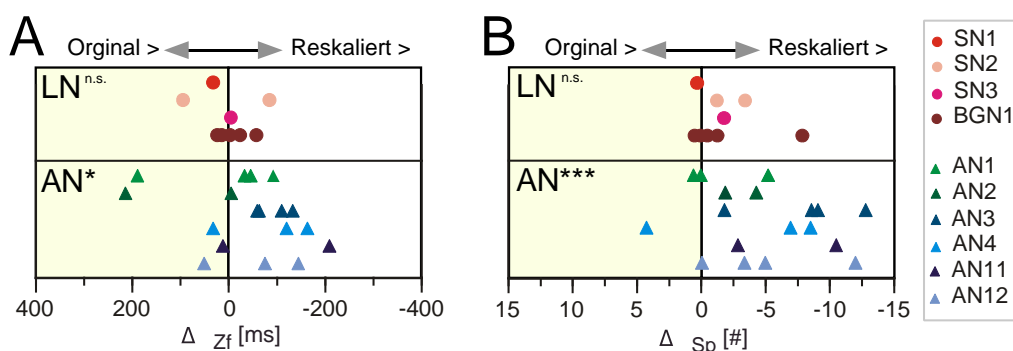 A
Orginal >
Reskaliert >
LN n.s.
AN*
400 200 0 -200 -400
Δ Zf [ms]
B
Orginal >
Reskaliert >
LN n.s.
AN***
15 10 5 0 -5 -10 -15
Δ Sp [#]
SN1
SN2
SN3
BGN1
AN1
AN2
AN3
AN4
AN11
AN12